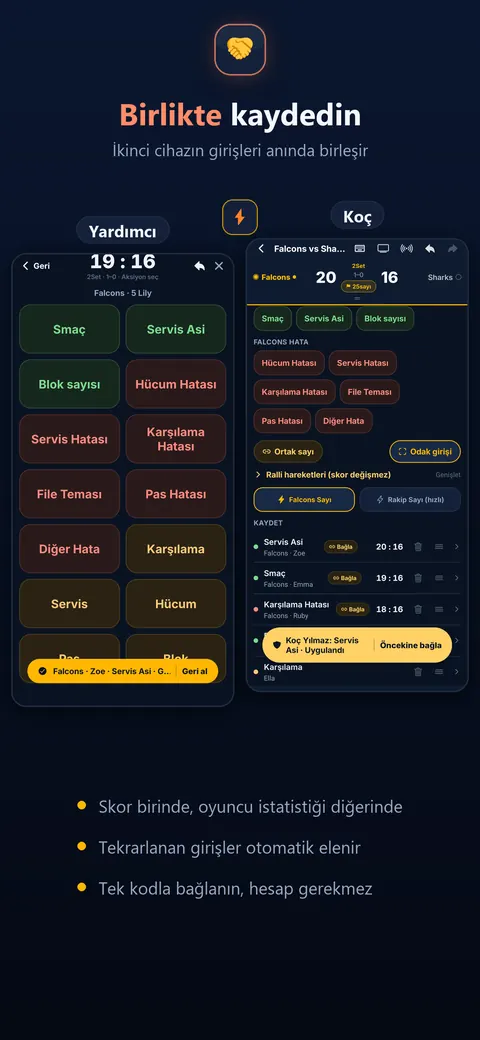 Birlikte kaydedin
İkinci cihazın girişleri anında birleşir
Yardımcı
Geri
19 : 16
2Set · 1-0 · Aksiyon seç
Falcons · 5 Lily
Smaç
Servis Asi
Blok sayısı
Hücum Hatası
Servis Hatası
Karşılama
Hatası
File Teması
Pas Hatası
Diğer Hata
Karşılama
Servis
Hücum
Pas
Blok
Falcons · Zoe · Servis Asi · G...
Geri al
Koç
Falcons vs Sha...
Falcons
20
2Set
1-0
25sayı
16
Sharks
Smaç
Servis Asi
Blok sayısı
FALCONS HATA
Hücum Hatası
Servis Hatası
Karşılama Hatası
File Teması
Pas Hatası
Diğer Hata
Ortak sayı
Odak girişi
Ralli hareketleri (skor değişmez)
Genişlet
Falcons Sayı
Rakip Sayı (hızlı)
KAYDET
Servis Asi
Falcons · Zoe
Bağla
20 : 16
Smaç
Falcons · Emma
Bağla
19 : 16
Karşılama Hatası
Falcons · Ruby
Bağla
18 : 16
Koç Yılmaz: Servis
Asi · Uygulandı
Öncekine bağla
Karşılama
Ella
Skor birinde, oyuncu istatistiği diğerinde
Tekrarlanan girişler otomatik elenir
Tek kodla bağlanın, hesap gerekmez